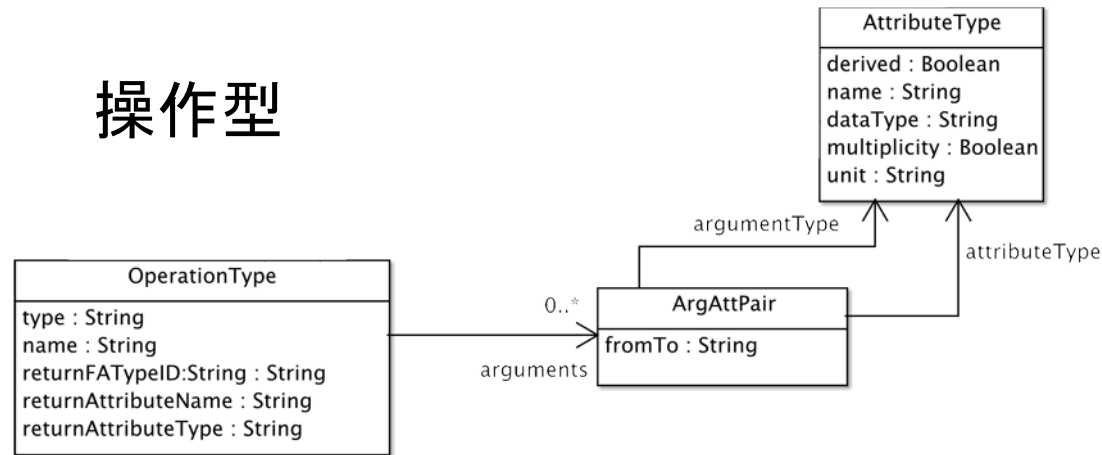 操作型
AttributeType
derived : Boolean
name : String
dataType : String
multiplicity : Boolean
unit : String
argumentType
attributeType
OperationType
type : String
name : String
returnFATypeID:String : String
returnAttributeName : String
returnAttributeType : String
0..*
arguments
ArgAttPair
fromTo : String